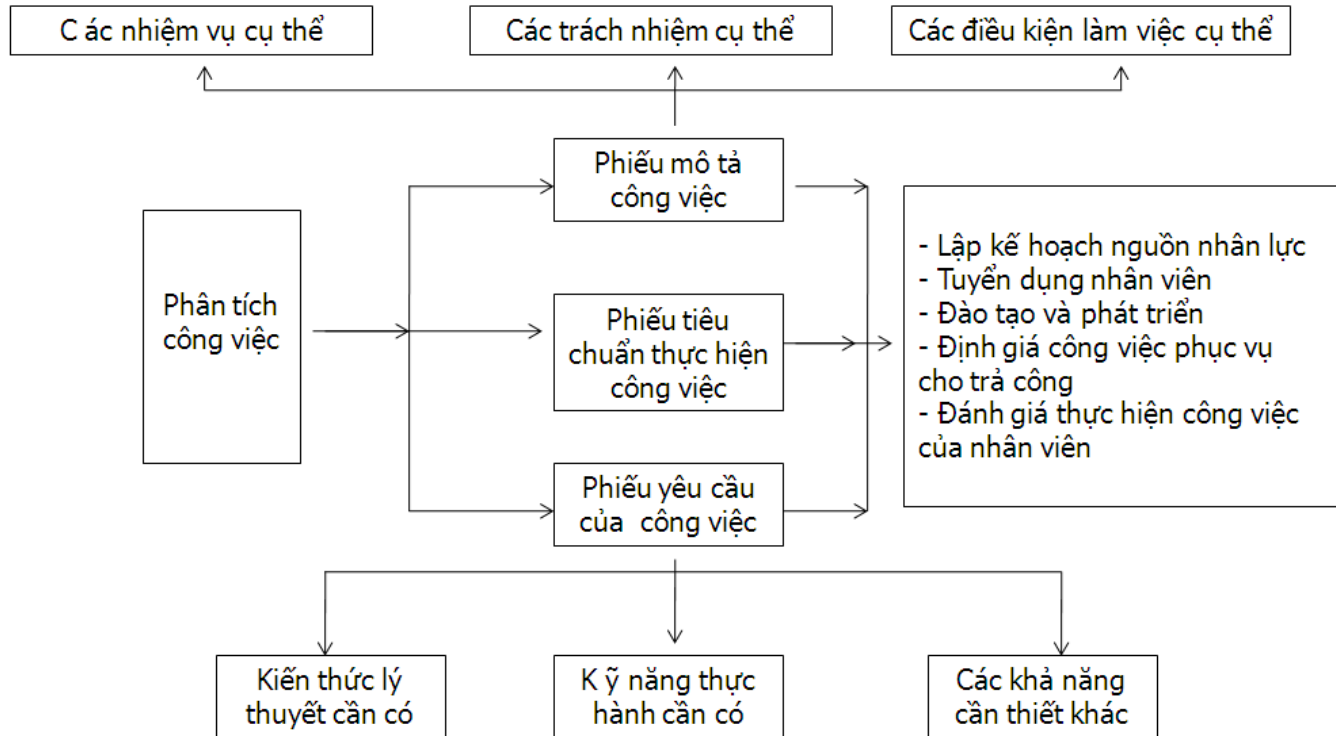 C ác nhiệm vụ cụ thể
Các trách nhiệm cụ thể
Các điều kiện làm việc cụ thể
Phiếu mô tả
công việc
Phân tích
công việc
Phiếu tiêu
chuẩn thực hiện
công việc
- Lập kế hoạch nguồn nhân lực
- Tuyển dụng nhân viên
- Đào tạo và phát triển
- Định giá công việc phục vụ
cho trả công
- Đánh giá thực hiện công việc
của nhân viên
Phiếu yêu cầu
của công việc
Kiến thức lý
thuyết cần có
K ỹ năng thực
hành cần có
Các khả năng
cần thiết khác